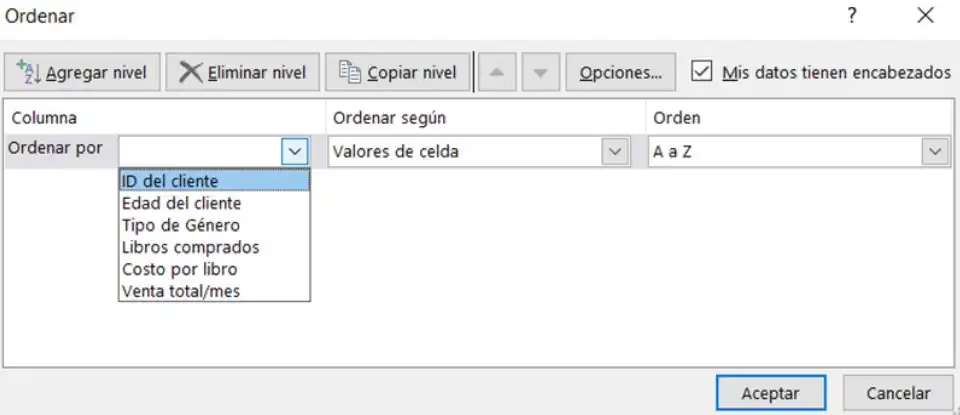 Ordenar ? ×
Agregar nivel Eliminar nivel Copiar nivel Opciones... Mis datos tienen encabezados
Columna Ordenar según Orden
Ordenar por Valores de celda A a Z
ID del cliente
Edad del cliente
Tipo de Género
Libros comprados
Costo por libro
Venta total/mes
Aceptar Cancelar